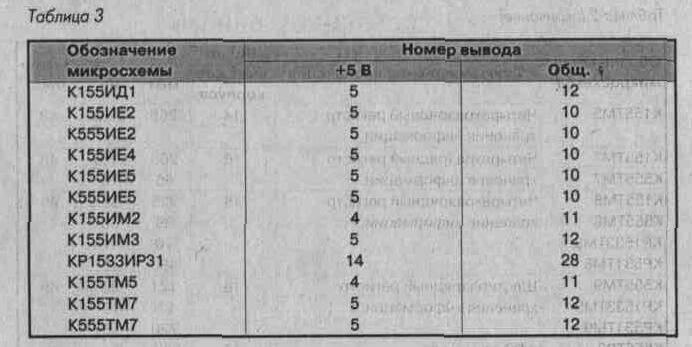 Таблица 3
Обозначение микросхемы Номер вывода
+5 В Общ.
К155ИД1 5 12
К155ИЕ2 5 10
К555ИЕ2 5 10
К155ИЕ4 5 10
К155ИЕ5 5 10
К555ИЕ5 5 10
К155ИМ2 4 11
К155ИМ3 5 12
КР1533ИР31 14 28
К155ТМ5 4 11
К155ТМ7 5 12
К555ТМ7 5 12